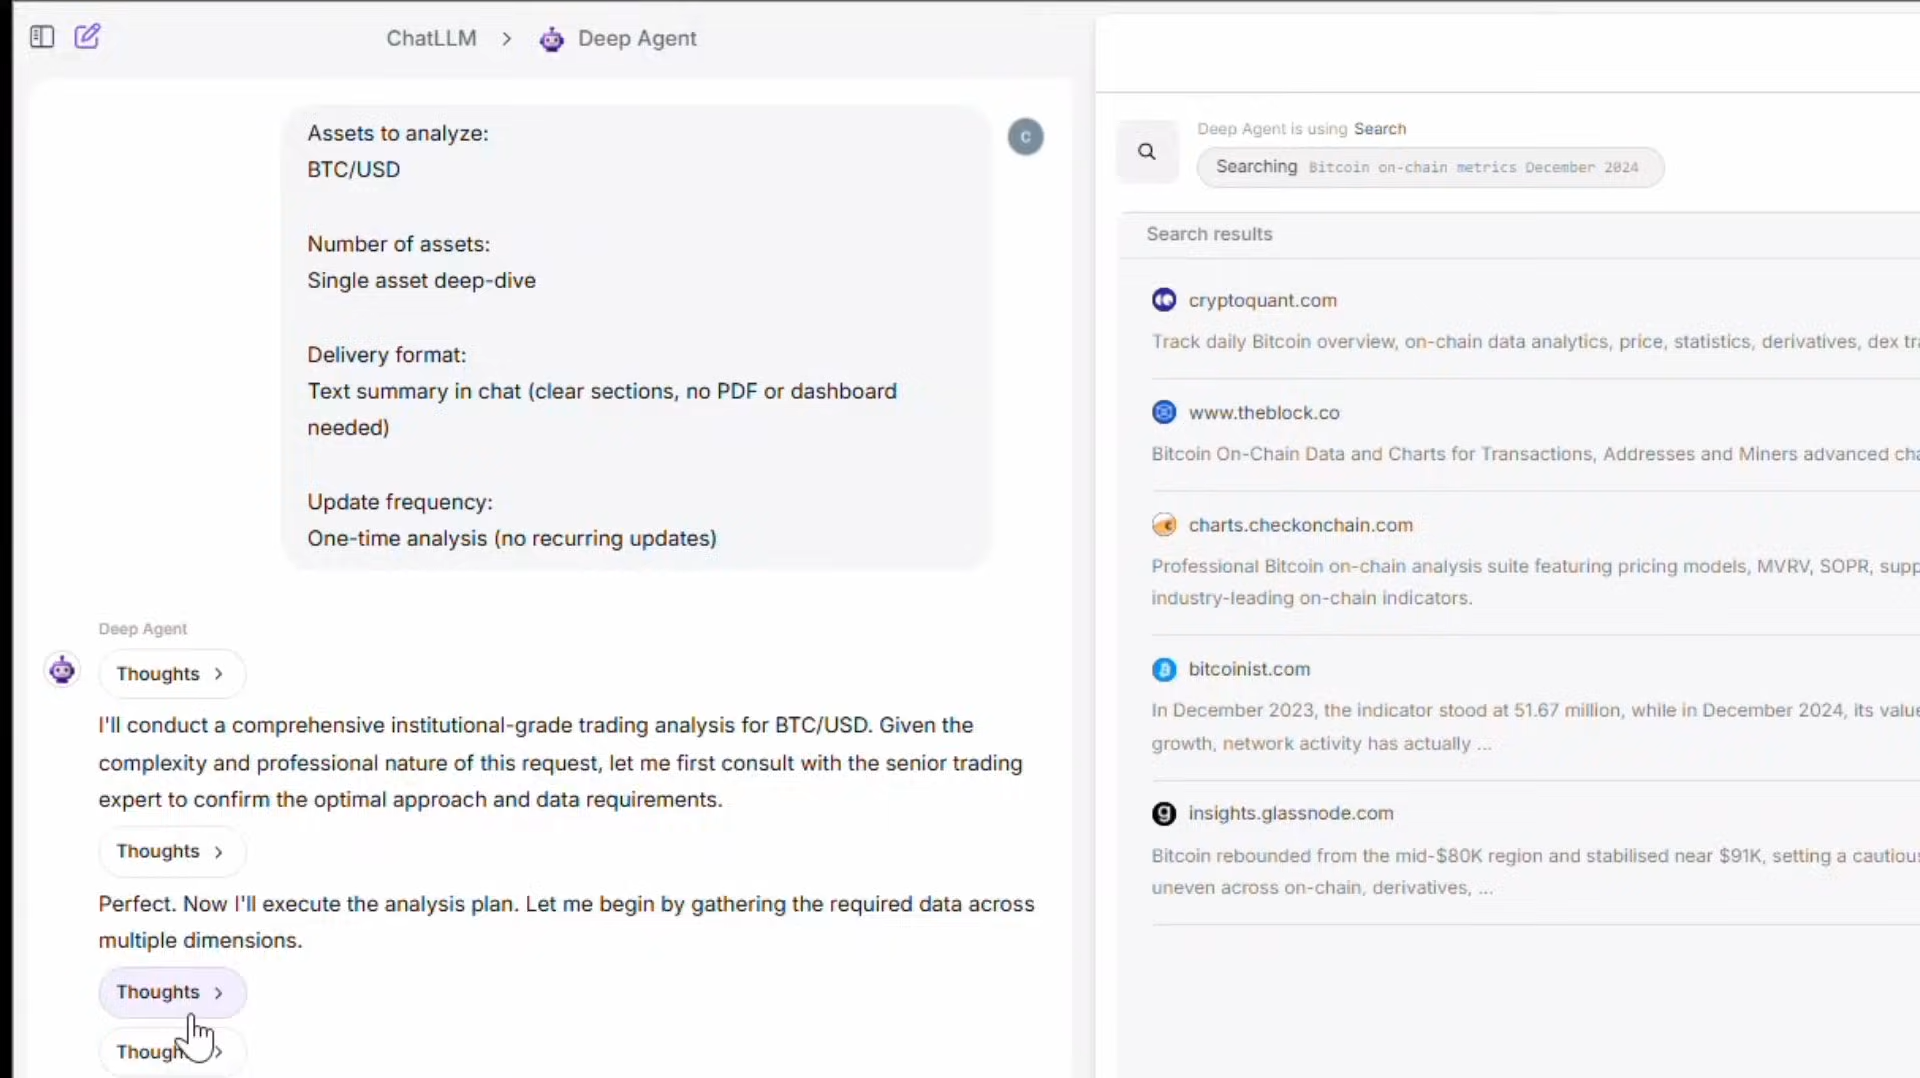 ChatLLM > Deep Agent
Assets to analyze:
BTC/USD
Number of assets:
Single asset deep-dive
Delivery format:
Text summary in chat (clear sections, no PDF or dashboard
needed)
Update frequency:
One-time analysis (no recurring updates)
C
Deep Agent
Thoughts >
I'll conduct a comprehensive institutional-grade trading analysis for BTC/USD. Given the
complexity and professional nature of this request, let me first consult with the senior trading
expert to confirm the optimal approach and data requirements.
Thoughts >
Perfect. Now I'll execute the analysis plan. Let me begin by gathering the required data across
multiple dimensions.
Thoughts >
Deep Agent is using Search
Searching Bitcoin on-chain metrics December 2024
Search results
cryptoquant.com
Track daily Bitcoin overview, on-chain data analytics, price, statistics, derivatives, dex
www.theblock.co
Bitcoin On-Chain Data and Charts for Transactions, Addresses and Miners advanced
charts.checkonchain.com
Professional Bitcoin on-chain analysis suite featuring pricing models, MVRV, SOPR,
industry-leading on-chain indicators.
bitcoinist.com
In December 2023, the indicator stood at 51.67 million, while in December 2024, its
growth, network activity has actually ...
insights.glassnode.com
Bitcoin rebounded from the mid-$80K region and stabilised near $91K, setting a
uneven across on-chain, derivatives, ...